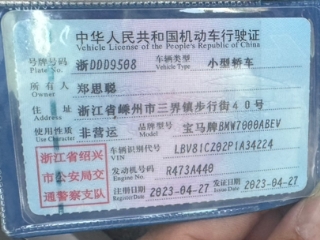 中华人民共和国机动车行驶证
Vehicle License of the People's Republic of China
号牌号码 浙DDD9508 车辆类型 小型轿车
Plate No. Vehicle Type
所有人 郑思聪
Owner
住址 浙江省嵊州市三界镇步行街40号
Address
使用性质 非营运 品牌型号 宝马牌BMW7000ABEV
Use Character Model
浙江省绍兴
市公安局交
通警察支队
车辆识别代号 LBV81CZ02PIA34224
VIN
发动机号码 R473A440
Engine No.
注册日期 2023-04-27 发证日期 2023-04-27
Register Date Issue Date